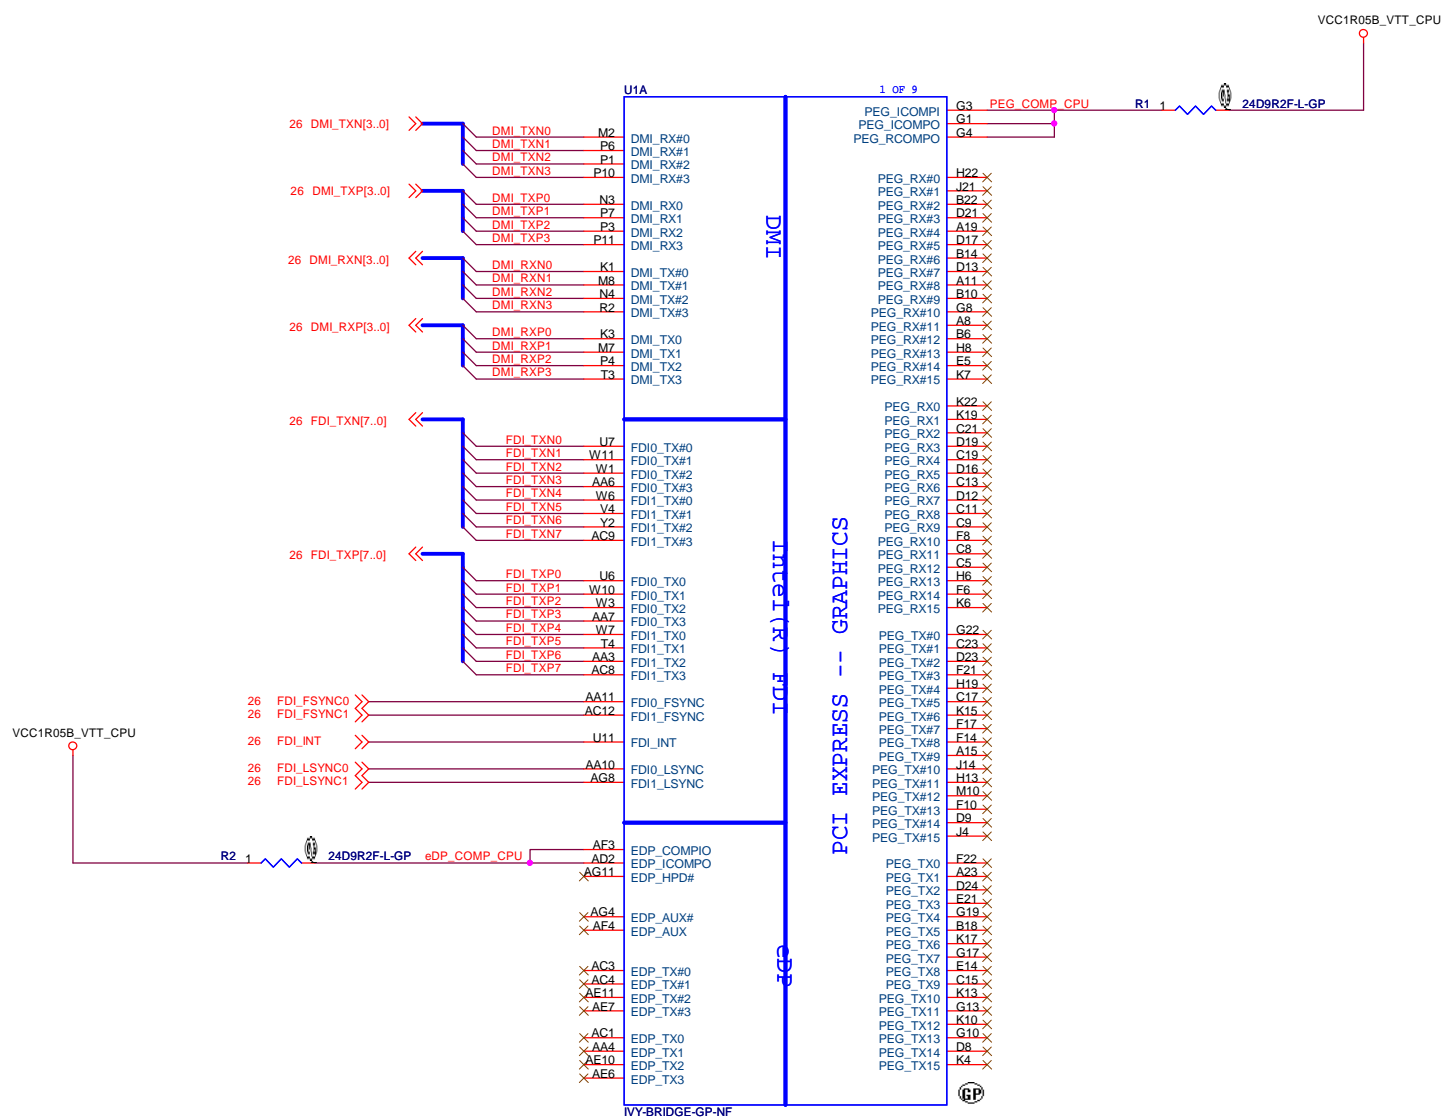 VCC1R05B_VTT_CPU
U1A
1 OF 9
PEG_COMP_CPU
R1 1
2
24D9R2F-L-GP
PEG_ICOMPI G3
PEG_ICOMPO G1
PEG_RCOMPO G4
26 DMI_TXN[3..0]
DMI_TXN0 M2 DMI_RX#0
DMI_TXN1 P6 DMI_RX#1
DMI_TXN2 P1 DMI_RX#2
DMI_TXN3 P10 DMI_RX#3
26 DMI_TXP[3..0]
DMI_TXP0 N3 DMI_RX0
DMI_TXP1 P7 DMI_RX1
DMI_TXP2 P3 DMI_RX2
DMI_TXP3 P11 DMI_RX3
26 DMI_RXN[3..0]
DMI_RXN0 K1 DMI_TX#0
DMI_RXN1 M8 DMI_TX#1
DMI_RXN2 N4 DMI_TX#2
DMI_RXN3 R2 DMI_TX#3
26 DMI_RXP[3..0]
DMI_RXP0 K3 DMI_TX0
DMI_RXP1 M7 DMI_TX1
DMI_RXP2 P4 DMI_TX2
DMI_RXP3 T3 DMI_TX3
DMI
26 FDI_TXN[7..0]
FDI_TXN0 U7 FDI0_TX#0
FDI_TXN1 W11 FDI0_TX#1
FDI_TXN2 W1 FDI0_TX#2
FDI_TXN3 AA6 FDI0_TX#3
FDI_TXN4 W6 FDI1_TX#0
FDI_TXN5 V4 FDI1_TX#1
FDI_TXN6 Y2 FDI1_TX#2
FDI_TXN7 AC9 FDI1_TX#3
26 FDI_TXP[7..0]
FDI_TXP0 U6 FDI0_TX0
FDI_TXP1 W10 FDI0_TX1
FDI_TXP2 W3 FDI0_TX2
FDI_TXP3 AA7 FDI0_TX3
FDI_TXP4 W7 FDI1_TX0
FDI_TXP5 T4 FDI1_TX1
FDI_TXP6 AA3 FDI1_TX2
FDI_TXP7 AC8 FDI1_TX3
26 FDI_FSYNC0 AA11 FDI0_FSYNC
26 FDI_FSYNC1 AC12 FDI1_FSYNC
26 FDI_INT U11 FDI_INT
26 FDI_LSYNC0 AA10 FDI0_LSYNC
26 FDI_LSYNC1 AG8 FDI1_LSYNC
Intel(R) FDI
VCC1R05B_VTT_CPU
R2 1
2
24D9R2F-L-GP eDP_COMP_CPU
AF3 EDP_COMPIO
AD2 EDP_ICOMPO
AG11 EDP_HPD#
AG4 EDP_AUX#
AF4 EDP_AUX
AC3 EDP_TX#0
AC4 EDP_TX#1
AE11 EDP_TX#2
AE7 EDP_TX#3
AC1 EDP_TX0
AA4 EDP_TX1
AE10 EDP_TX2
AE6 EDP_TX3
eDP
PCI EXPRESS -- GRAPHICS
PEG_RX#0 H22
PEG_RX#1 J21
PEG_RX#2 B22
PEG_RX#3 D21
PEG_RX#4 A19
PEG_RX#5 D17
PEG_RX#6 B14
PEG_RX#7 D13
PEG_RX#8 A11
PEG_RX#9 B10
PEG_RX#10 G8
PEG_RX#11 A8
PEG_RX#12 B6
PEG_RX#13 H8
PEG_RX#14 E5
PEG_RX#15 K7
PEG_RX0 K22
PEG_RX1 K19
PEG_RX2 C21
PEG_RX3 D19
PEG_RX4 C19
PEG_RX5 D16
PEG_RX6 C13
PEG_RX7 D12
PEG_RX8 C11
PEG_RX9 C9
PEG_RX10 F8
PEG_RX11 C8
PEG_RX12 C5
PEG_RX13 H6
PEG_RX14 F6
PEG_RX15 K6
PEG_TX#0 G22
PEG_TX#1 C23
PEG_TX#2 D23
PEG_TX#3 F21
PEG_TX#4 H19
PEG_TX#5 C17
PEG_TX#6 K15
PEG_TX#7 F17
PEG_TX#8 F14
PEG_TX#9 A15
PEG_TX#10 J14
PEG_TX#11 H13
PEG_TX#12 M10
PEG_TX#13 F10
PEG_TX#14 D9
PEG_TX#15 J4
PEG_TX0 F22
PEG_TX1 A23
PEG_TX2 D24
PEG_TX3 E21
PEG_TX4 G19
PEG_TX5 B18
PEG_TX6 K17
PEG_TX7 G17
PEG_TX8 E14
PEG_TX9 C15
PEG_TX10 K13
PEG_TX11 G13
PEG_TX12 K10
PEG_TX13 G10
PEG_TX14 D8
PEG_TX15 K4
GP
IVY-BRIDGE-GP-NF